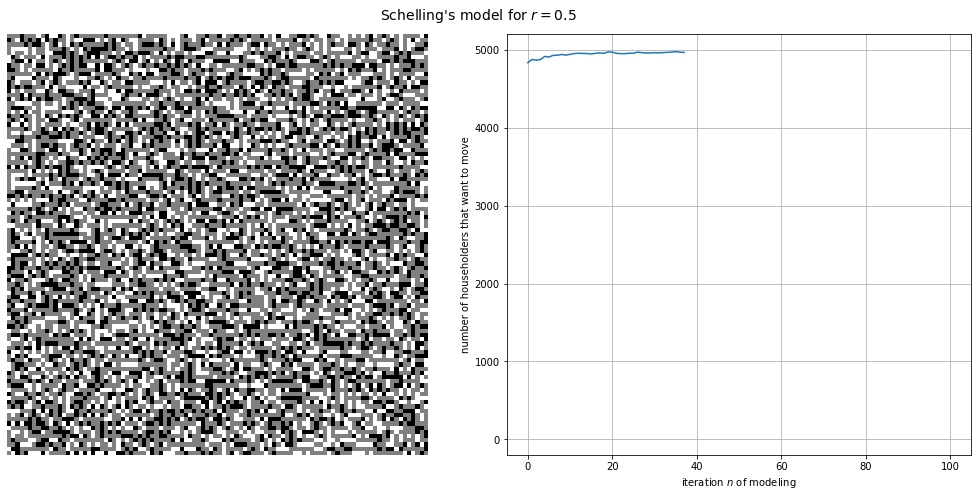 Schelling's model for r = 0.5
number of householders that want to move
5000
4000
3000
2000
1000
0
0 20 40 60 80 100
iteration n of modeling